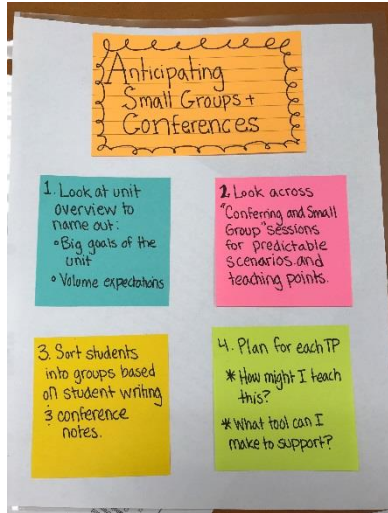 Anticipating
Small Groups +
Conferences
1. Look at unit
overview to
name out:
• Big goals of the
unit
• Volume expectations
2. Look across
"Conferring and Small
Group" sessions
for predictable
scenarios and
teaching points.
3. Sort students
into groups based
on student writing
& conference
notes.
4. Plan for each TP
* How might I teach
this?
* What tool can I
make to support?